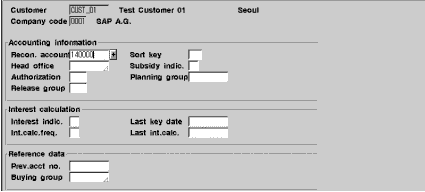 Customer CUST_01 Test Customer 01 Seoul
Company code 0001 SAP A.G.
Accounting information
Recon. account 140000 Sort key
Head office Subsidy indic.
Authorization Planning group
Release group
Interest calculation
Interest indic. Last key date
Int.calc.freq. Last int.calc.
Reference data
Prev.acct no.
Buying group